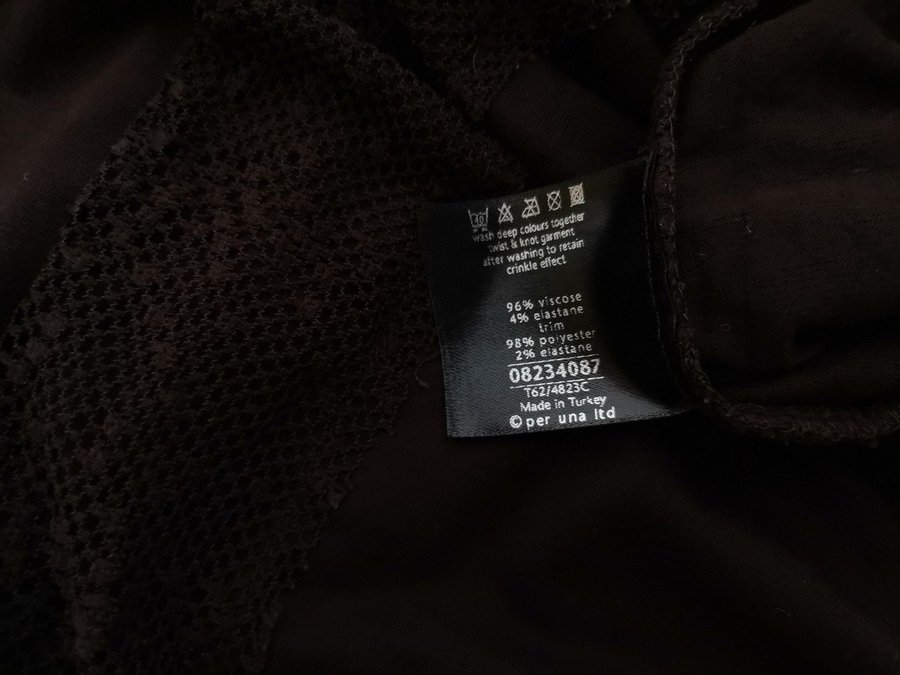 40
wash deep colours together
twist & knot garment
after washing to retain
crinkle effect
96% viscose
4% elastane
trim
98% polyester
2% elastane
08234087
T62/4823C
Made in Turkey
© per una ltd